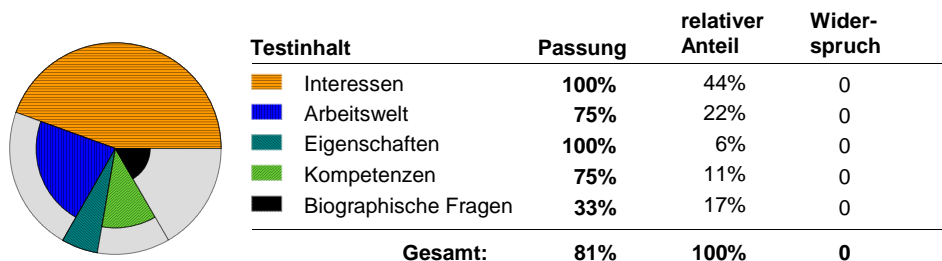 Testinhalt Passung relativer Anteil Wider-spruch
Interessen 100% 44% 0
Arbeitswelt 75% 22% 0
Eigenschaften 100% 6% 0
Kompetenzen 75% 11% 0
Biographische Fragen 33% 17% 0
Gesamt: 81% 100% 0